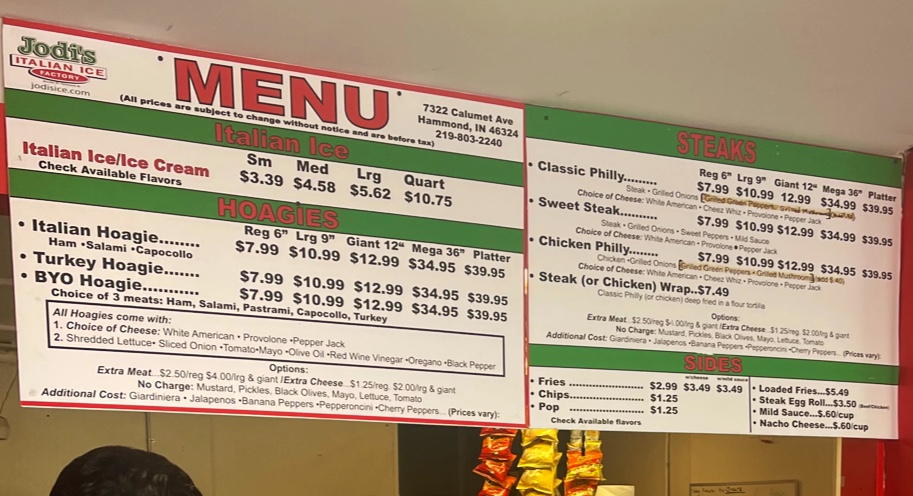 Jodi's
ITALIAN ICE
FACTORY
jodisice.com
MENU
(All prices are subject to change without notice and are before tax)
7322 Calumet Ave
Hammond, IN 46324
219-803-2240
Italian Ice
Italian Ice/Ice Cream
Check Available Flavors
Sm Med Lrg Quart
$3.39 $4.58 $5.62 $10.75
HOAGIES
Reg 6" Lrg 9" Giant 12" Mega 36" Platter
• Italian Hoagie........ $7.99 $10.99 $12.99 $34.95 $39.95
Ham •Salami •Capocollo
• Turkey Hoagie....... $7.99 $10.99 $12.99 $34.95 $39.95
• BYO Hoagie............ $7.99 $10.99 $12.99 $34.95 $39.95
Choice of 3 meats: Ham, Salami, Pastrami, Capocollo, Turkey
All Hoagies come with:
1. Choice of Cheese: White American • Provolone •Pepper Jack
2. Shredded Lettuce• Sliced Onion •Tomato•Mayo •Olive Oil •Red Wine Vinegar •Oregano •Black Pepper
Options:
Extra Meat...$2.50/reg $4.00/lrg & giant /Extra Cheese...$1.25/reg. $2.00/lrg & giant
No Charge: Mustard, Pickles, Black Olives, Mayo, Lettuce, Tomato
Additional Cost: Giardiniera • Jalapenos •Banana Peppers •Pepperoncini •Cherry Peppers... (Prices vary):
STEAKS
Reg 6" Lrg 9" Giant 12" Mega 36" Platter
• Classic Philly......... $7.99 $10.99 12.99 $34.99 $39.95
Steak • Grilled Onions [Grilled Green Peppers • Grilled Mushroom]
Choice of Cheese: White American • Cheez Whiz • Provolone • Pepper Jack
• Sweet Steak.......... $7.99 $10.99 $12.99 $34.99 $39.95
Steak • Grilled Onions • Sweet Peppers • Mild Sauce
Choice of Cheese: White American • Provolone • Pepper Jack
• Chicken Philly......... $7.99 $10.99 $12.99 $34.95 $39.95
Chicken •Grilled Onions [Grilled Green Peppers • Grilled Mushroom]
Choice of Cheese: White American • Cheez Whiz • Provolone • Pepper Jack
• Steak (or Chicken) Wrap..$7.49
Classic Philly (or chicken) deep fried in a flour tortilla
Options:
Extra Meat...$2.50/reg $4.00/lrg & giant /Extra Cheese...$1.25/reg. $2.00/lrg & giant
No Charge: Mustard, Pickles, Black Olives, Mayo, Lettuce, Tomato
Additional Cost: Giardiniera • Jalapenos •Banana Peppers •Pepperoncini •Cherry Peppers... (Prices vary):
SIDES
w/cheese w/mild sauce
• Fries ...................... $2.99 $3.49 $3.49
• Chips..................... $1.25
• Pop ..................... $1.25
Check Available flavors
• Loaded Fries...$5.49
• Steak Egg Roll...$3.50 (Beef/Chicken)
• Mild Sauce...$.60/cup
• Nacho Cheese...$.60/cup